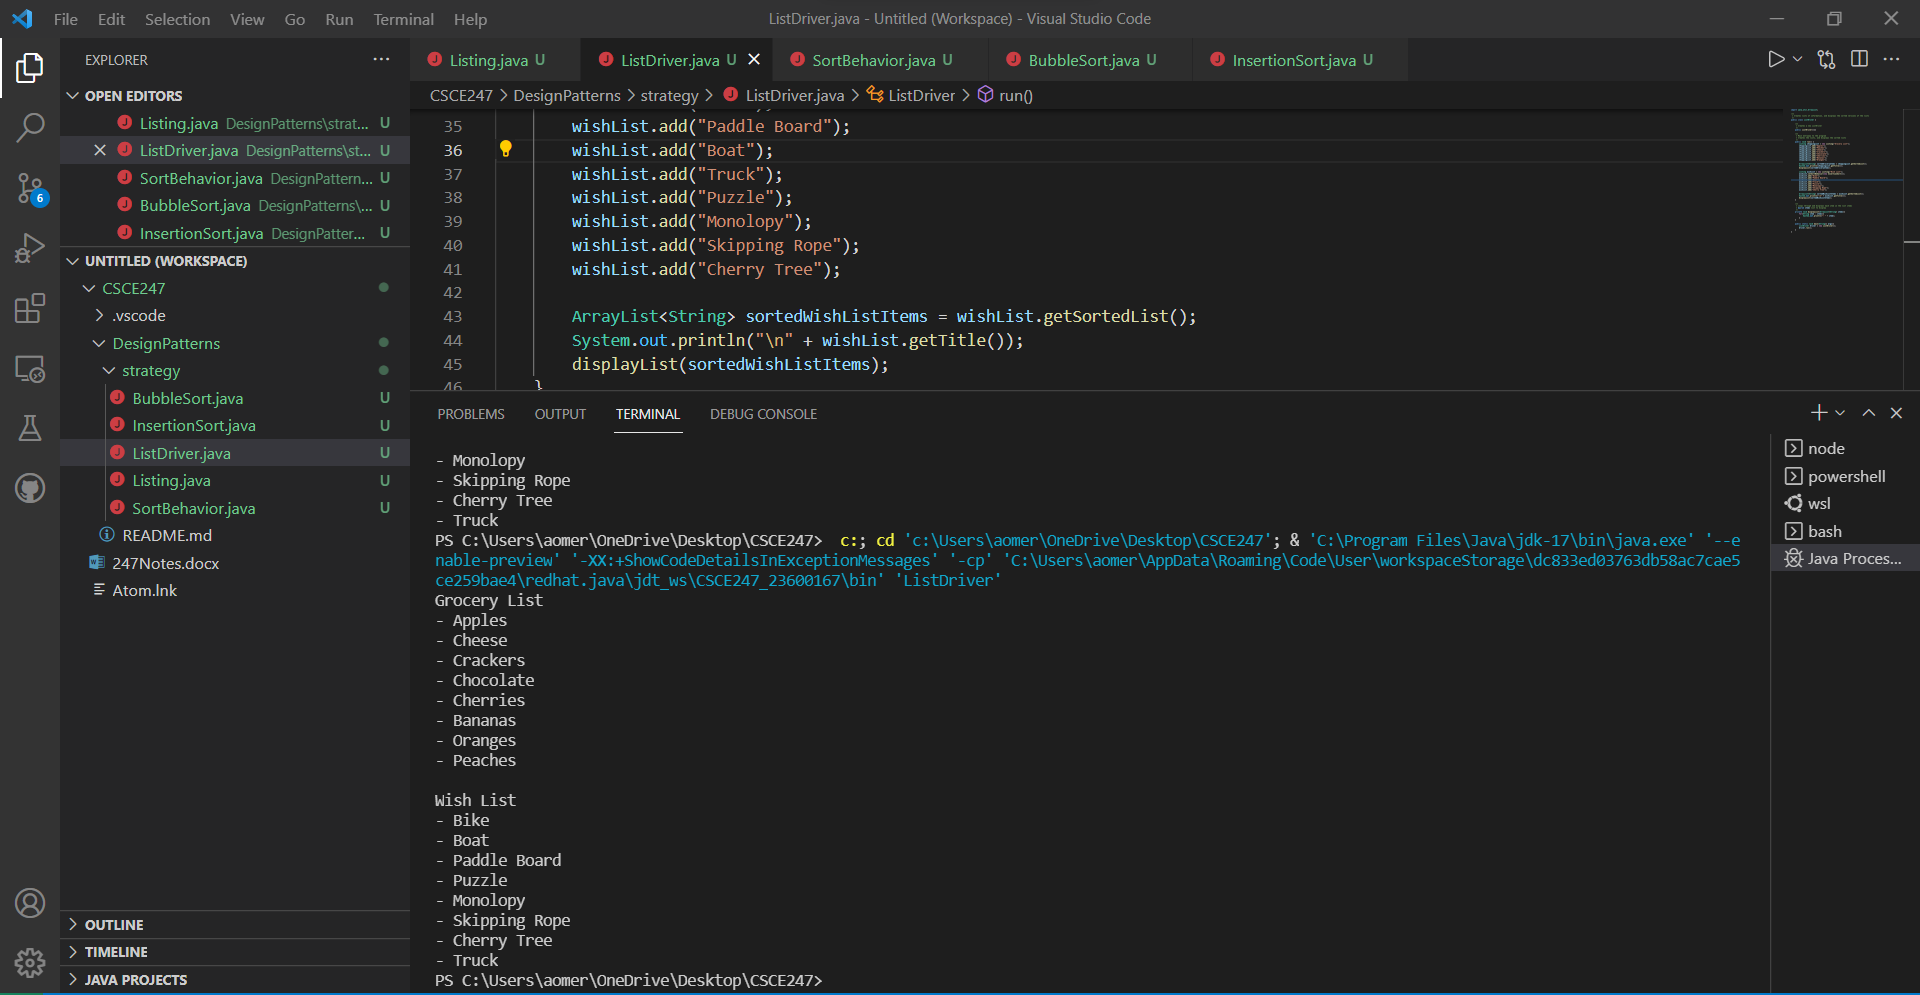 File Edit Selection View Go Run Terminal Help
ListDriver.java - Untitled (Workspace) - Visual Studio Code
EXPLORER
OPEN EDITORS
Listing.java DesignPatterns\strat... U
ListDriver.java DesignPatterns\st... U
SortBehavior.java DesignPattern... U
BubbleSort.java DesignPatterns\... U
InsertionSort.java DesignPatter... U
UNTITLED (WORKSPACE)
CSCE247
.vscode
DesignPatterns
strategy
BubbleSort.java U
InsertionSort.java U
ListDriver.java U
Listing.java U
SortBehavior.java U
README.md
247Notes.docx
Atom.lnk
OUTLINE
TIMELINE
JAVA PROJECTS
6
Listing.java U
ListDriver.java U
SortBehavior.java U
BubbleSort.java U
InsertionSort.java U
CSCE247 > DesignPatterns > strategy > ListDriver.java > ListDriver > run()
35 wishList.add("Paddle Board");
36 wishList.add("Boat");
37 wishList.add("Truck");
38 wishList.add("Puzzle");
39 wishList.add("Monolopy");
40 wishList.add("Skipping Rope");
41 wishList.add("Cherry Tree");
42
43 ArrayList<String> sortedWishListItems = wishList.getSortedList();
44 System.out.println("\n" + wishList.getTitle());
45 displayList(sortedWishListItems);
46 }
PROBLEMS OUTPUT TERMINAL DEBUG CONSOLE
- Monolopy
- Skipping Rope
- Cherry Tree
- Truck
PS C:\Users\aomer\OneDrive\Desktop\CSCE247>  c:; cd 'c:\Users\aomer\OneDrive\Desktop\CSCE247'; & 'C:\Program Files\Java\jdk-17\bin\java.exe' '--e
nable-preview' '-XX:+ShowCodeDetailsInExceptionMessages' '-cp' 'C:\Users\aomer\AppData\Roaming\Code\User\workspaceStorage\dc833ed03763db58ac7cae5
ce259bae4\redhat.java\jdt_ws\CSCE247_23600167\bin' 'ListDriver'
Grocery List
- Apples
- Cheese
- Crackers
- Chocolate
- Cherries
- Bananas
- Oranges
- Peaches

Wish List
- Bike
- Boat
- Paddle Board
- Puzzle
- Monolopy
- Skipping Rope
- Cherry Tree
- Truck
PS C:\Users\aomer\OneDrive\Desktop\CSCE247>
node
powershell
wsl
bash
Java Proces...